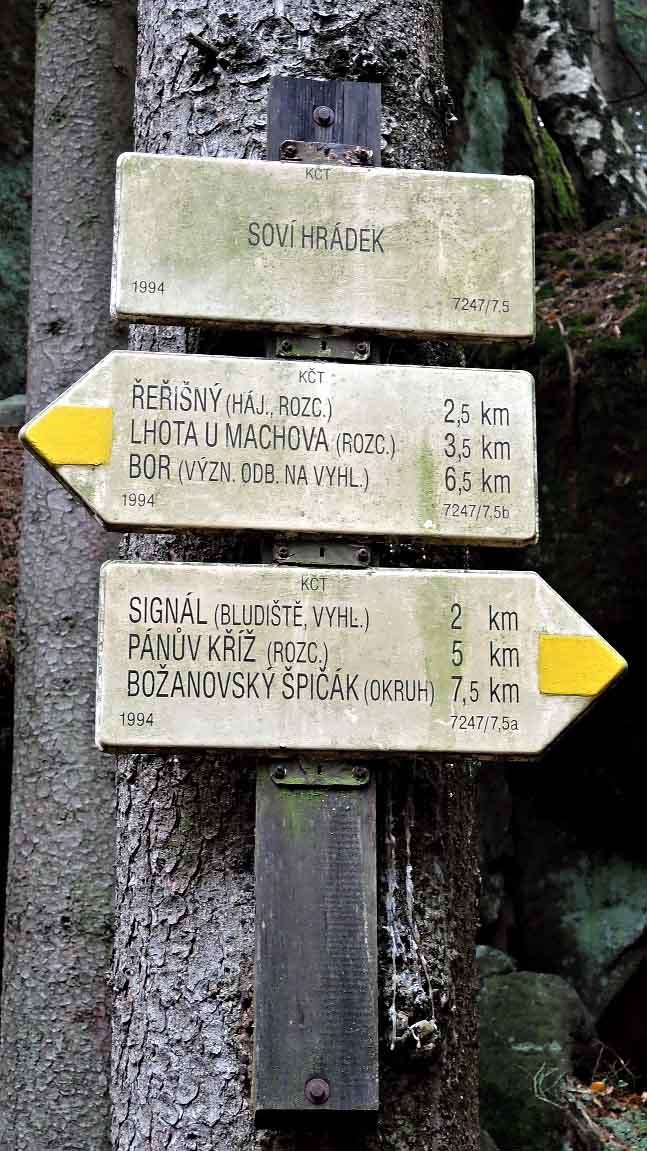 KČT
SOVÍ HRÁDEK
1994 7247/7.5
KČT
ŘEŘIŠNÝ (HÁJ., ROZC.) 2,5 km
LHOTA U MACHOVA (ROZC.) 3,5 km
BOR (VÝZN. ODB. NA VYHL.) 6,5 km
1994 7247/7.5b
KČT
SIGNÁL (BLUDIŠTĚ, VYHL.) 2 km
PÁNŮV KŘÍŽ (ROZC.) 5 km
BOŽANOVSKÝ ŠPIČÁK (OKRUH) 7,5 km
1994 7247/7,5a